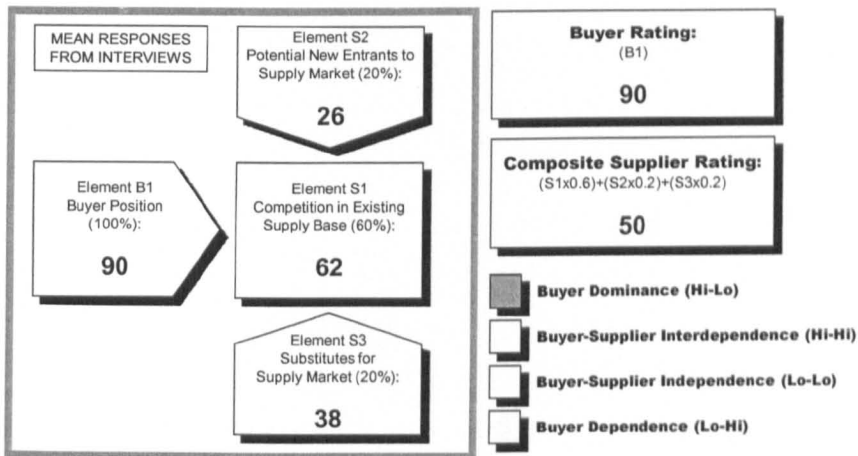 MEAN RESPONSES
FROM INTERVIEWS
Element S2
Potential New Entrants to
Supply Market (20%):
26
Element B1
Buyer Position
(100%):
90
Element S1
Competition in Existing
Supply Base (60%):
62
Element S3
Substitutes for
Supply Market (20%):
38
Buyer Rating:
(B1)
90
Composite Supplier Rating:
(S1x0.6)+(S2x0.2)+(S3x0.2)
50
Buyer Dominance (Hi-Lo)
Buyer-Supplier Interdependence (Hi-Hi)
Buyer-Supplier Independence (Lo-Lo)
Buyer Dependence (Lo-Hi)